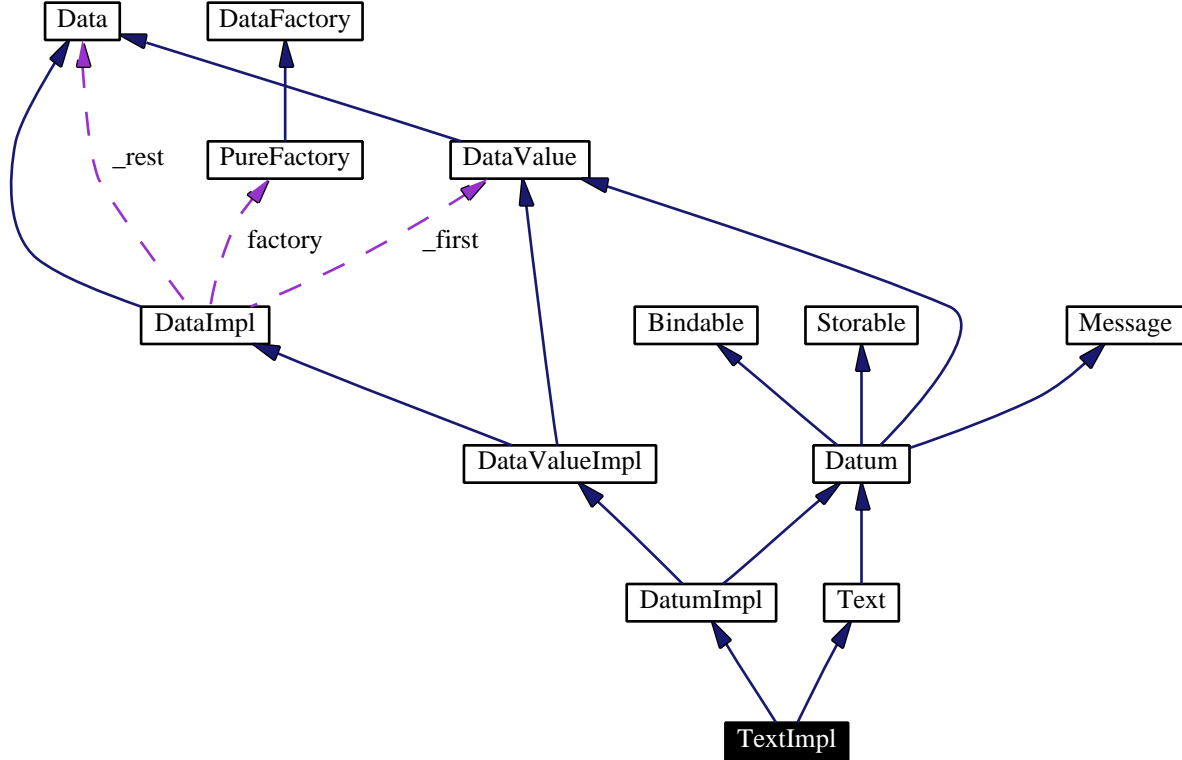 Data
DataFactory
PureFactory
DataValue
_rest
factory
_first
DataImpl
Bindable
Storable
Message
DataValueImpl
Datum
DatumImpl
Text
TextImpl